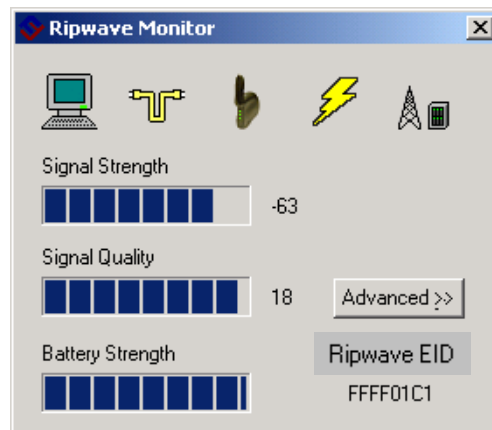 Ripwave Monitor
Signal Strength
-63
Signal Quality
18
Advanced >>
Battery Strength
Ripwave EID
FFFF01C1